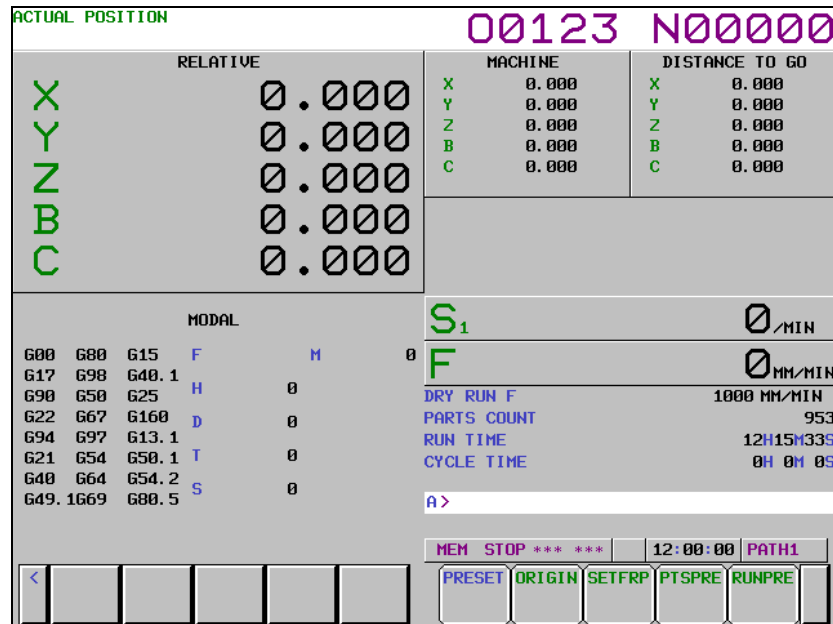 ACTUAL POSITION
O0123 N00000
RELATIVE
X 0.000
Y 0.000
Z 0.000
B 0.000
C 0.000
MACHINE
X 0.000
Y 0.000
Z 0.000
B 0.000
C 0.000
DISTANCE TO GO
X 0.000
Y 0.000
Z 0.000
B 0.000
C 0.000
MODAL
G00 G80 G15 F M 0
G17 G98 G40.1
G90 G50 G25 H 0
G22 G67 G160 D 0
G94 G97 G13.1
G21 G54 G50.1 T 0
G40 G64 G54.2 S 0
G49.1G69 G80.5
S1 0/MIN
F 0MM/MIN
DRY RUN F 1000 MM/MIN
PARTS COUNT 953
RUN TIME 12H15M33S
CYCLE TIME 0H 0M 0S
A>
MEM STOP *** *** 12:00:00 PATH1
< PRESET ORIGIN SETFRP PTSPRE RUNPRE